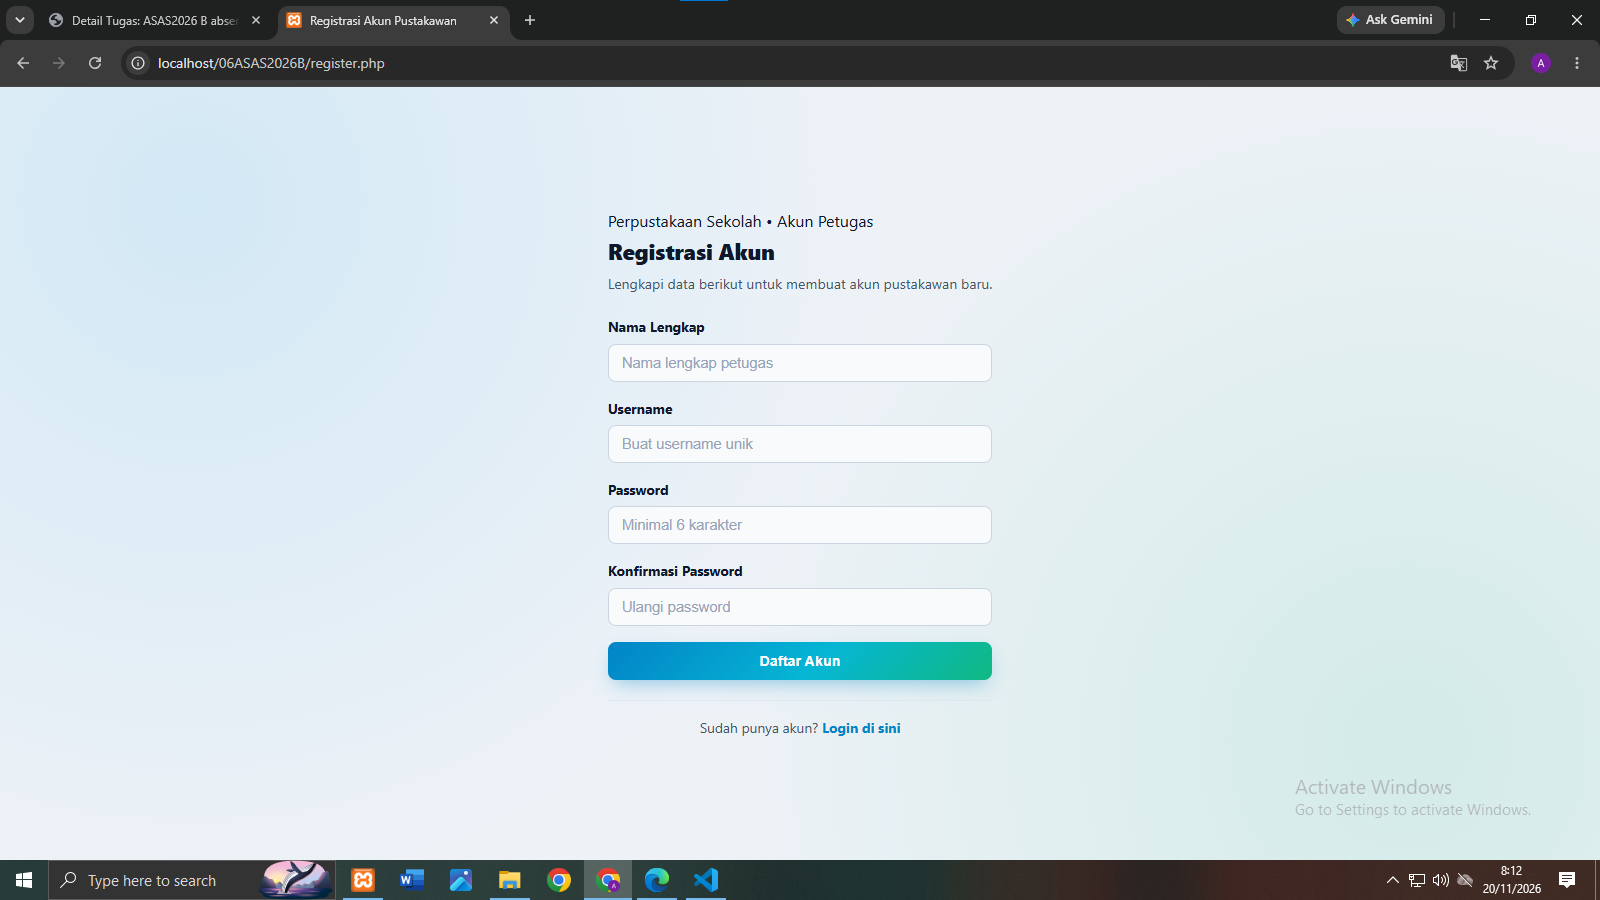 Detail Tugas: ASAS2026 B absen
Registrasi Akun Pustakawan
Ask Gemini
localhost/06ASAS2026B/register.php
A
Perpustakaan Sekolah • Akun Petugas
Registrasi Akun
Lengkapi data berikut untuk membuat akun pustakawan baru.
Nama Lengkap
Nama lengkap petugas
Username
Buat username unik
Password
Minimal 6 karakter
Konfirmasi Password
Ulangi password
Daftar Akun
Sudah punya akun? Login di sini
Activate Windows
Go to Settings to activate Windows.
Type here to search
8:12
20/11/2026